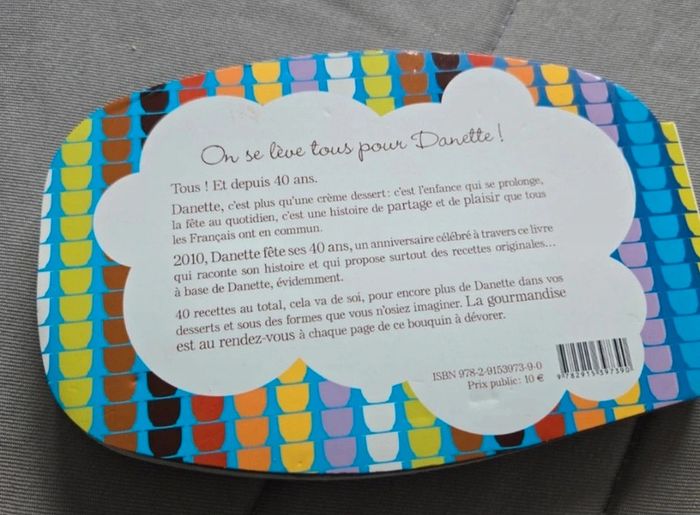 On se lève tous pour Danette !
Tous ! Et depuis 40 ans.
Danette, c'est plus qu'une crème dessert : c'est l'enfance qui se prolonge,
la fête au quotidien, c'est une histoire de partage et de plaisir que tous
les Français ont en commun.
2010, Danette fête ses 40 ans, un anniversaire célébré à travers ce livre
qui raconte son histoire et qui propose surtout des recettes originales...
à base de Danette, évidemment.
40 recettes au total, cela va de soi, pour encore plus de Danette dans vos
desserts et sous des formes que vous n'osiez imaginer. La gourmandise
est au rendez-vous à chaque page de ce bouquin à dévorer.
ISBN 978-2-9153973-9-0
Prix public : 10 €
9 782915 397390